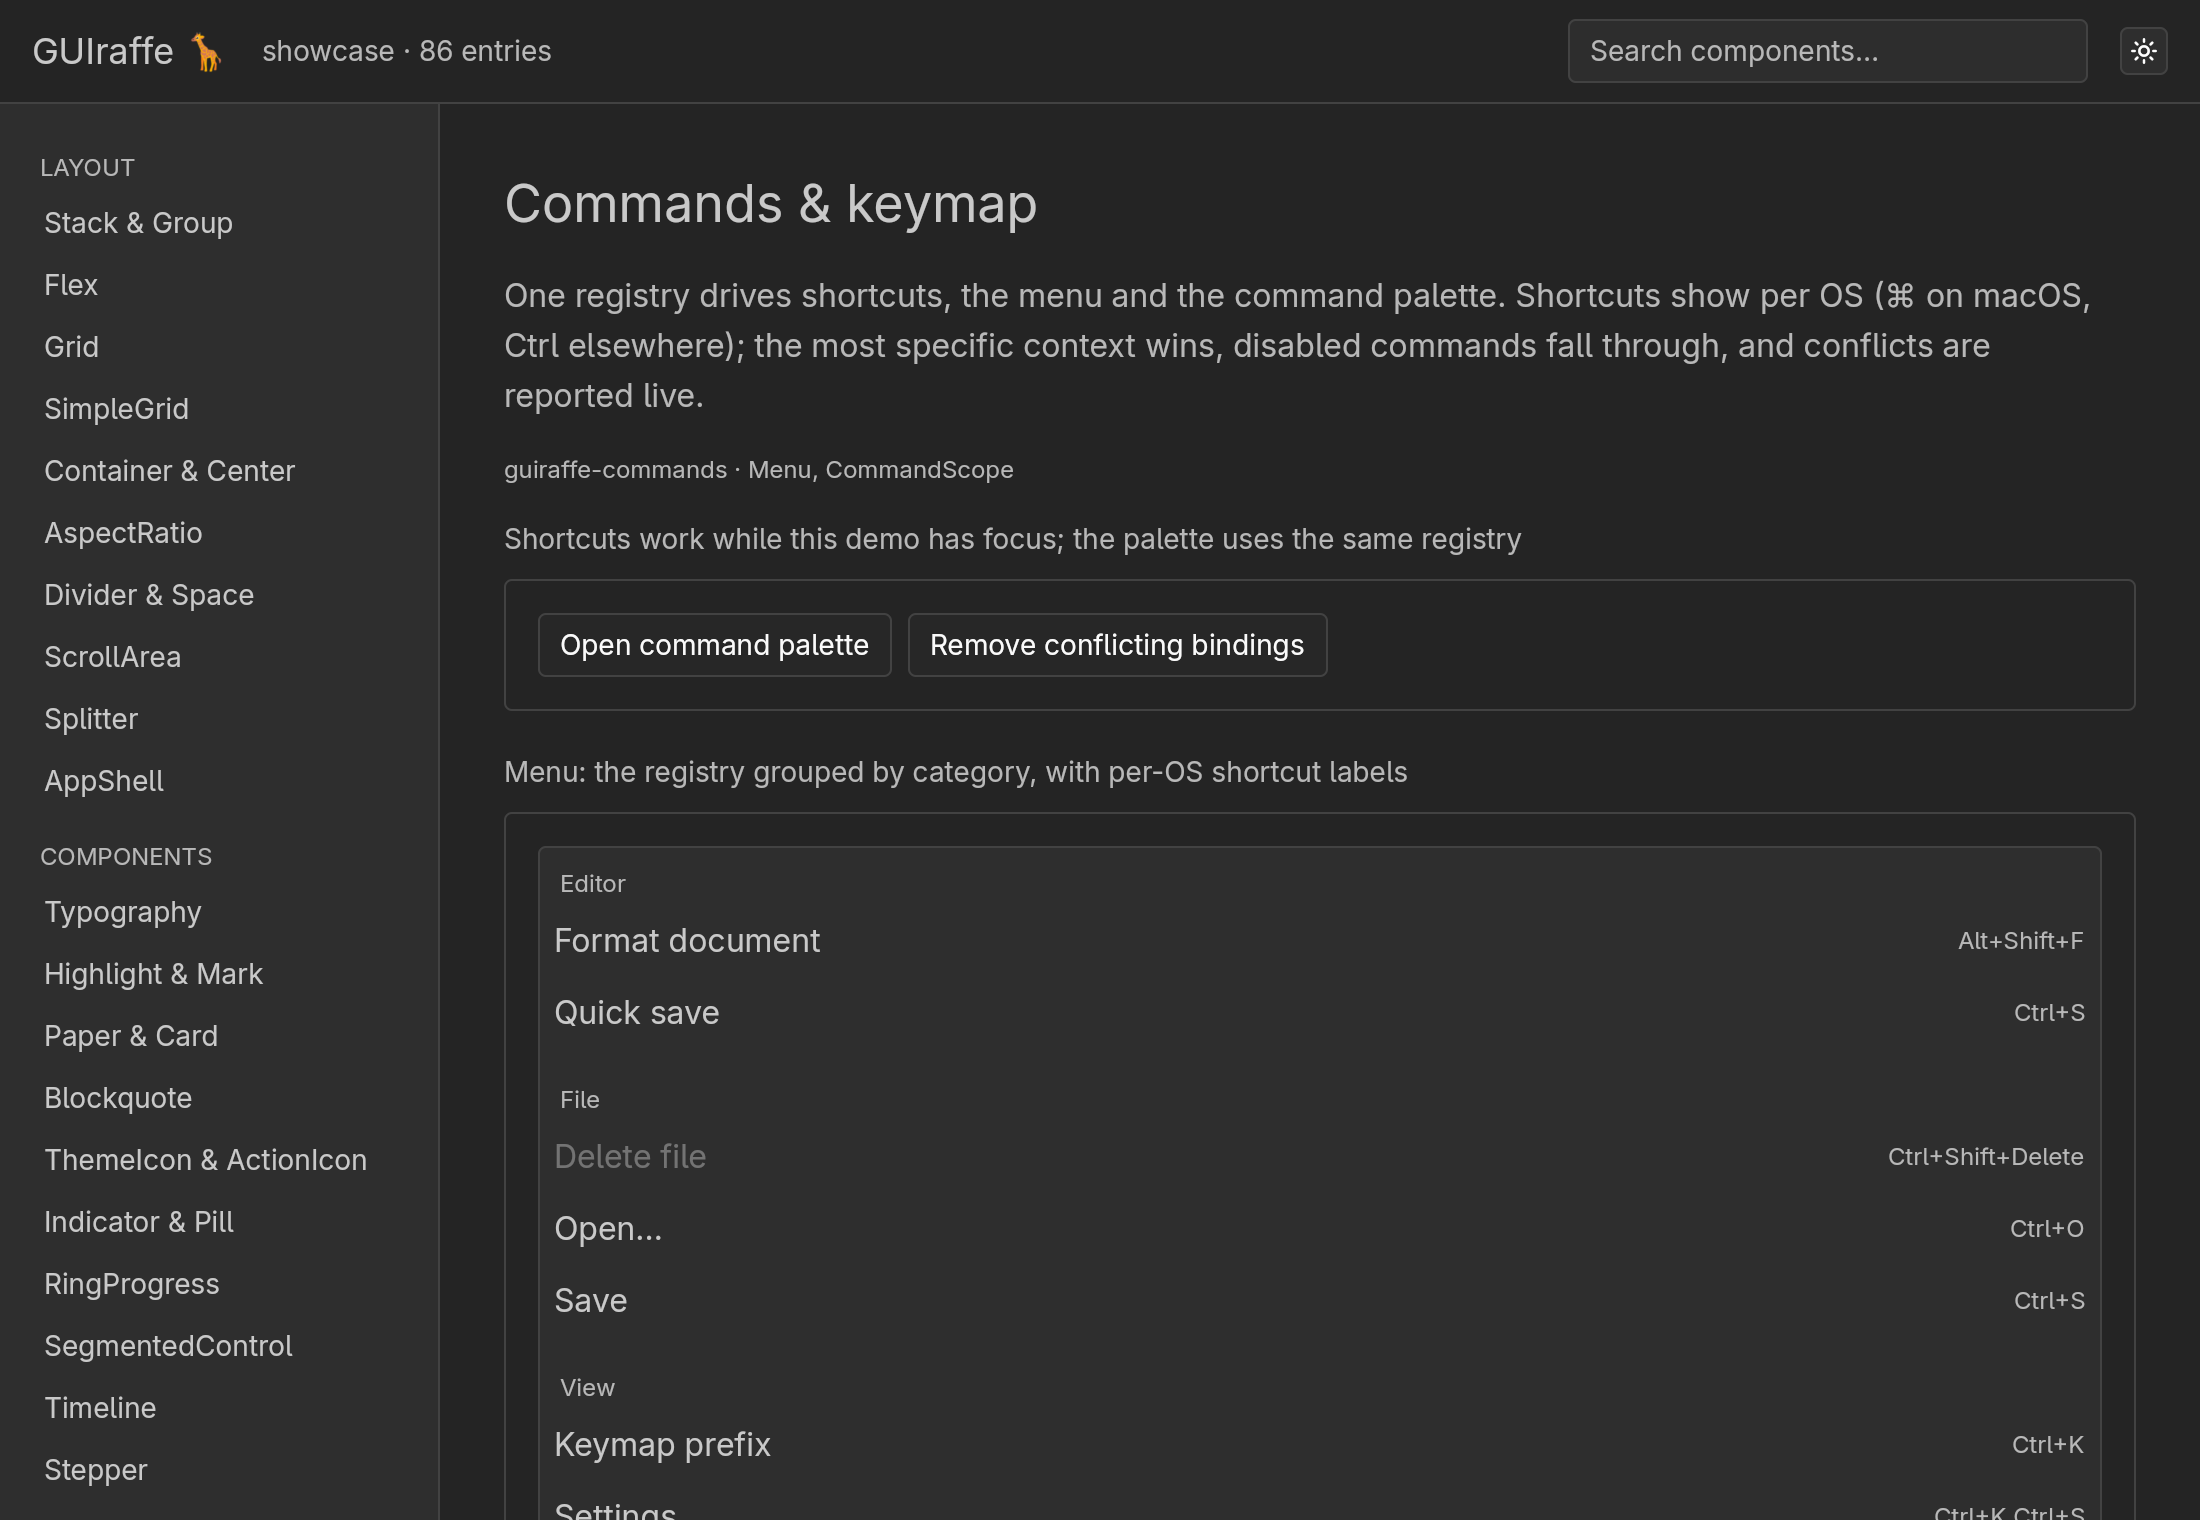 GUIraffe 🦒
showcase · 86 entries
Search components...
LAYOUT
Stack & Group
Flex
Grid
SimpleGrid
Container & Center
AspectRatio
Divider & Space
ScrollArea
Splitter
AppShell
COMPONENTS
Typography
Highlight & Mark
Paper & Card
Blockquote
ThemeIcon & ActionIcon
Indicator & Pill
RingProgress
SegmentedControl
Timeline
Stepper
Commands & keymap
One registry drives shortcuts, the menu and the command palette. Shortcuts show per OS (⌘ on macOS,
Ctrl elsewhere); the most specific context wins, disabled commands fall through, and conflicts are
reported live.
guiraffe-commands · Menu, CommandScope
Shortcuts work while this demo has focus; the palette uses the same registry
Open command palette
Remove conflicting bindings
Menu: the registry grouped by category, with per-OS shortcut labels
Editor
Format document Alt+Shift+F
Quick save Ctrl+S
File
Delete file Ctrl+Shift+Delete
Open... Ctrl+O
Save Ctrl+S
View
Keymap prefix Ctrl+K
Settings Ctrl+K Ctrl+S